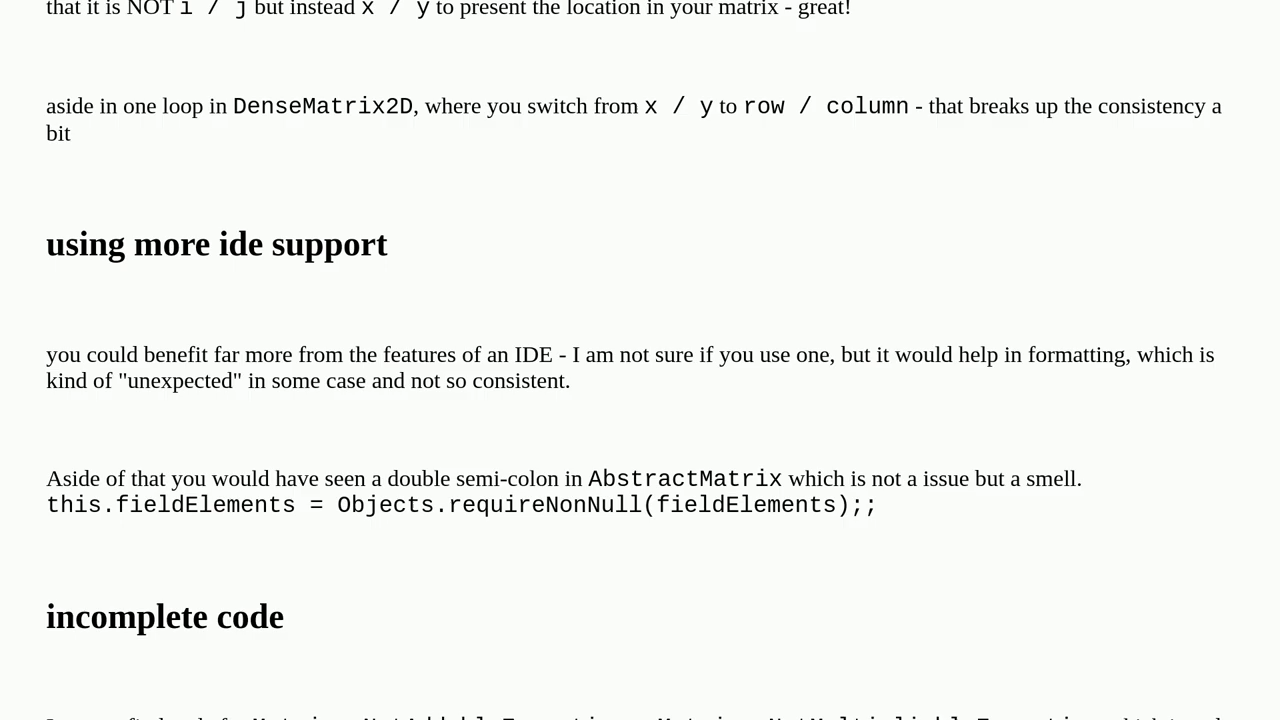 that it is NOT i / j but instead x / y to present the location in your matrix - great!
aside in one loop in DenseMatrix2D, where you switch from x / y to row / column - that breaks up the consistency a
bit
using more ide support
you could benefit far more from the features of an IDE - I am not sure if you use one, but it would help in formatting, which is
kind of "unexpected" in some case and not so consistent.
Aside of that you would have seen a double semi-colon in AbstractMatrix which is not a issue but a smell.
this.fieldElements = Objects.requireNonNull(fieldElements);;
incomplete code